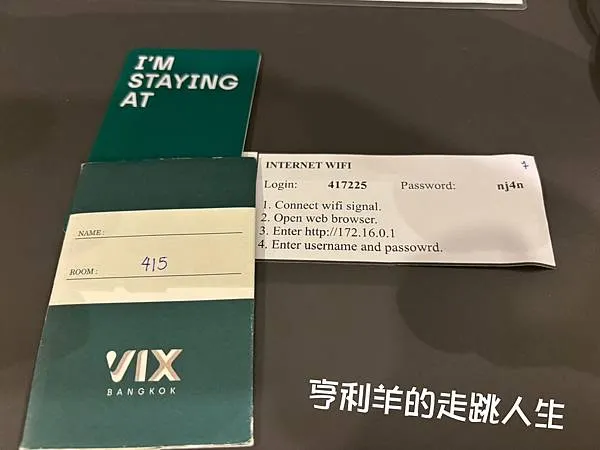 I'M
STAYING
AT
INTERNET WIFI
Login: 417225 Password: nj4n
1. Connect wifi signal.
2. Open web browser.
3. Enter http://172.16.0.1
4. Enter username and passowrd.
NAME :
ROOM : 415
VIX
BANGKOK
亨利羊的走跳人生